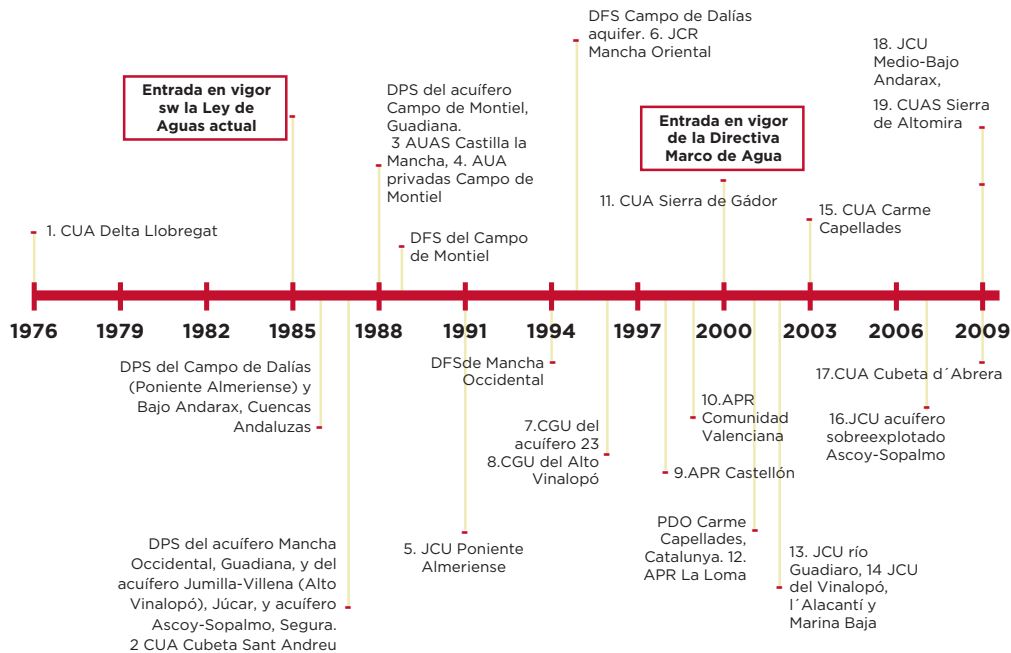 DFS Campo de Dalías
aquifer. 6. JCR
Mancha Oriental
18. JCU
Medio-Bajo
Andarax,
19. CUAS Sierra
de Altomira
Entrada en vigor
sw la Ley de
Aguas actual
DPS del acuífero
Campo de Montiel,
Guadiana.
3 AUAS Castilla la
Mancha, 4. AUA
privadas Campo de
Montiel
Entrada en vigor
de la Directiva
Marco de Agua
11. CUA Sierra de Gádor
15. CUA Carme
Capellades
1. CUA Delta Llobregat
DFS del Campo
de Montiel
1976 1979 1982 1985 1988 1991 1994 1997 2000 2003 2006 2009
DPS del Campo de Dalías
(Poniente Almeriense) y
Bajo Andarax, Cuencas
Andaluzas
DFSde Mancha
Occidental
17.CUA Cubeta d´Abrera
10.APR
Comunidad
Valenciana
16.JCU acuífero
sobreexplotado
Ascoy-Sopalmo
7.CGU del
acuífero 23
8.CGU del Alto
Vinalopó
9.APR Castellón
DPS del acuífero Mancha
Occidental, Guadiana, y del
acuífero Jumilla-Villena (Alto
Vinalopó), Júcar, y acuífero
Ascoy-Sopalmo, Segura.
2 CUA Cubeta Sant Andreu
5. JCU Poniente
Almeriense
PDO Carme
Capellades,
Catalunya. 12.
APR La Loma
13. JCU río
Guadiaro, 14 JCU
del Vinalopó,
l´Alacantí y
Marina Baja